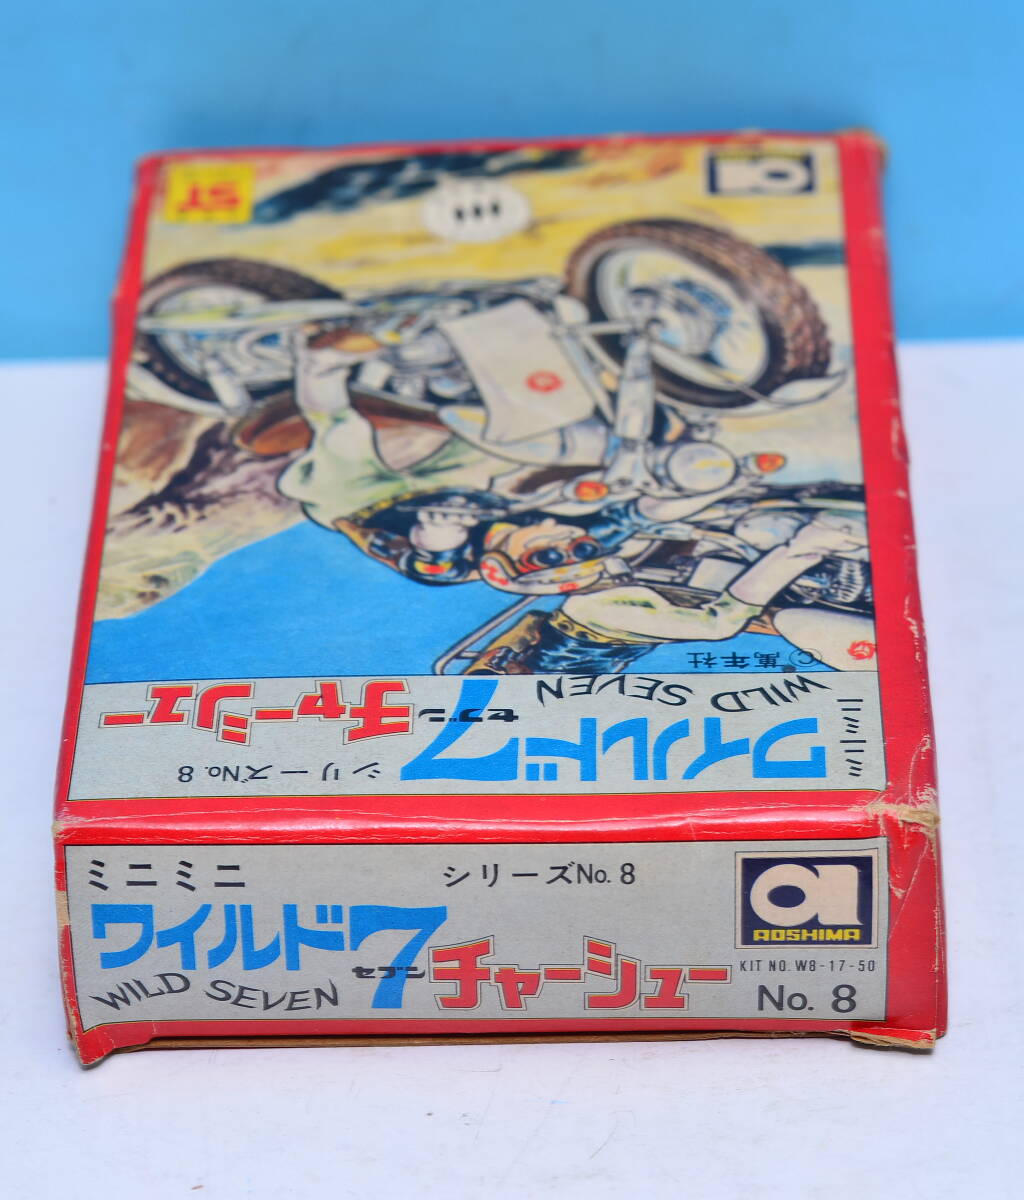 ST
© 萬年社
ミニミニ
ワイルド7
セブン
チャーシュー
WILD SEVEN
シリーズNo. 8
ミニミニ
シリーズNo. 8
ワイルド7
セブン
チャーシュー
WILD SEVEN
AOSHIMA
KIT NO. W8-17-50
No. 8